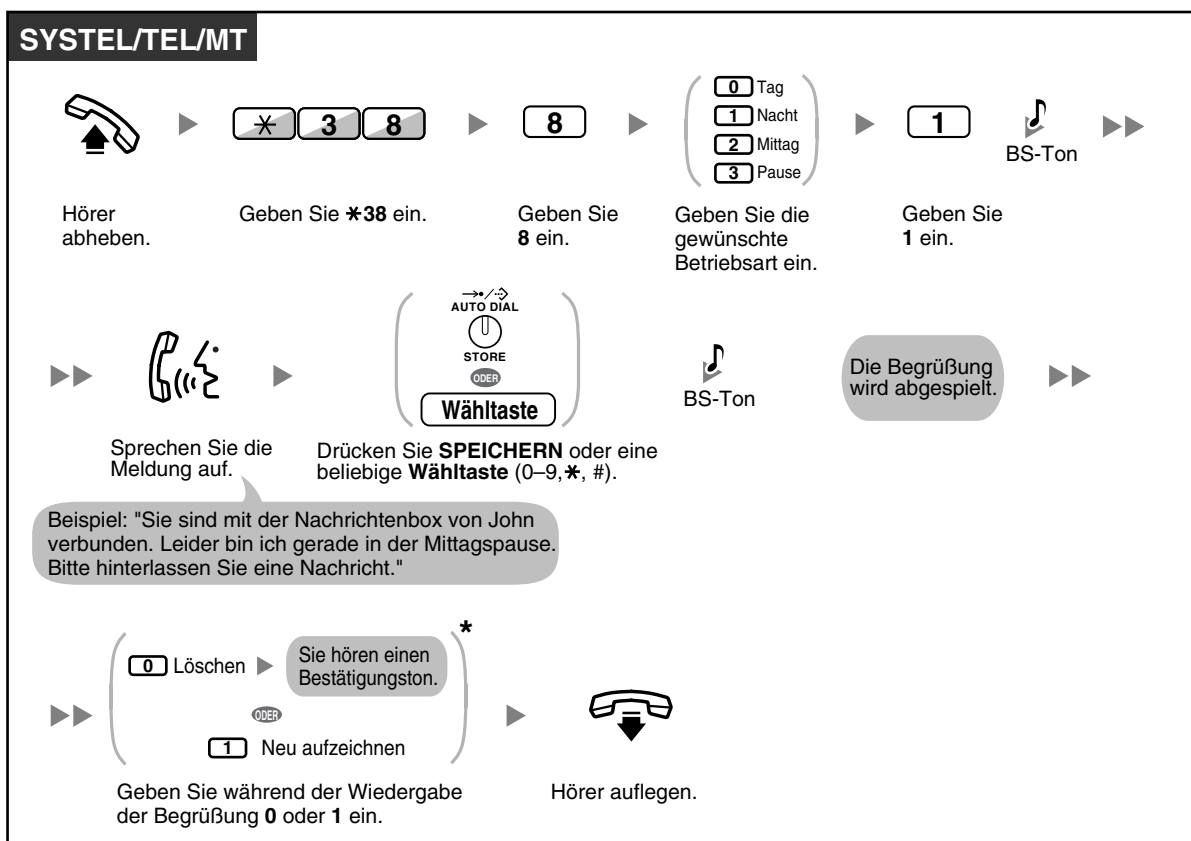 SYSTEL/TEL/MT
0 Tag
1 Nacht
2 Mittag
3 Pause
✱ 3 8
8
1
BS-Ton
Hörer
abheben.
Geben Sie ✱38 ein.
Geben Sie
8 ein.
Geben Sie die
gewünschte
Betriebsart ein.
Geben Sie
1 ein.
AUTO DIAL
STORE
ODER
Wähltaste
BS-Ton
Die Begrüßung
wird abgespielt.
Sprechen Sie die
Meldung auf.
Drücken Sie SPEICHERN oder eine
beliebige Wähltaste (0–9,✱, #).
Beispiel: "Sie sind mit der Nachrichtenbox von John
verbunden. Leider bin ich gerade in der Mittagspause.
Bitte hinterlassen Sie eine Nachricht."
*
0 Löschen
Sie hören einen
Bestätigungston.
ODER
1 Neu aufzeichnen
Geben Sie während der Wiedergabe
der Begrüßung 0 oder 1 ein.
Hörer auflegen.